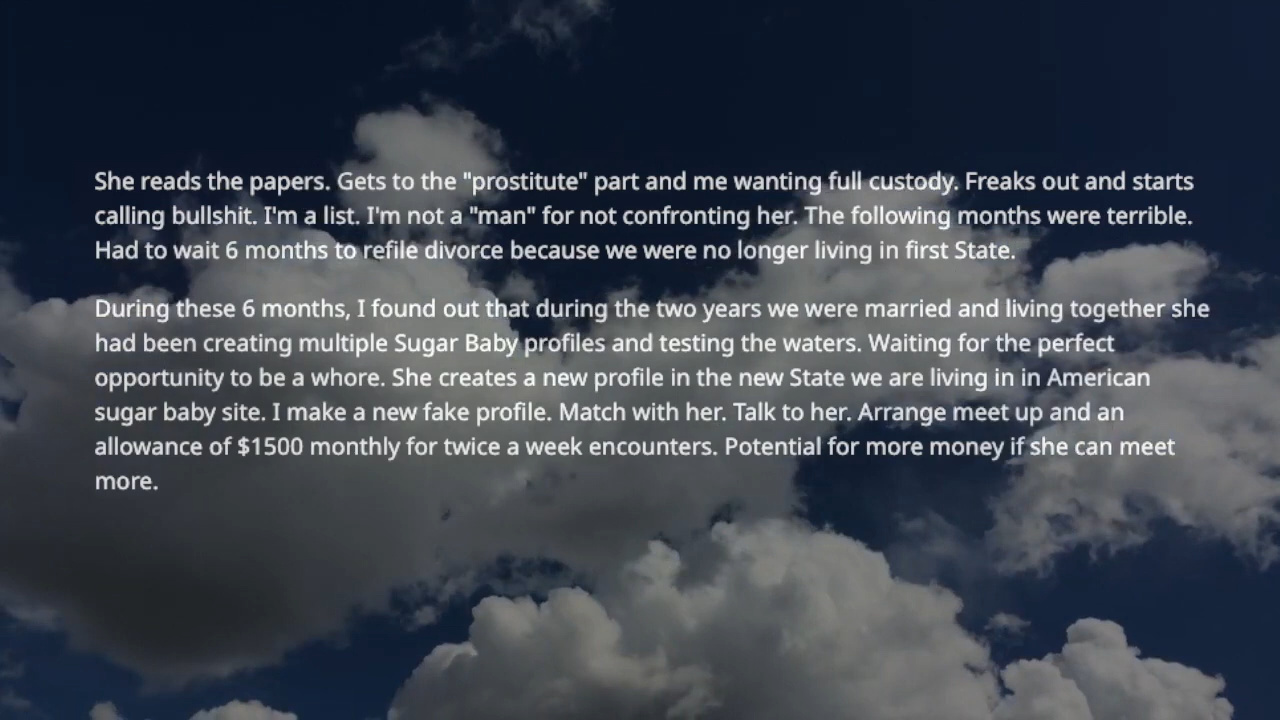 She reads the papers. Gets to the "prostitute" part and me wanting full custody. Freaks out and starts
calling bullshit. I'm a list. I'm not a "man" for not confronting her. The following months were terrible.
Had to wait 6 months to refile divorce because we were no longer living in first State.
During these 6 months, I found out that during the two years we were married and living together she
had been creating multiple Sugar Baby profiles and testing the waters. Waiting for the perfect
opportunity to be a whore. She creates a new profile in the new State we are living in in American
sugar baby site. I make a new fake profile. Match with her. Talk to her. Arrange meet up and an
allowance of $1500 monthly for twice a week encounters. Potential for more money if she can meet
more.